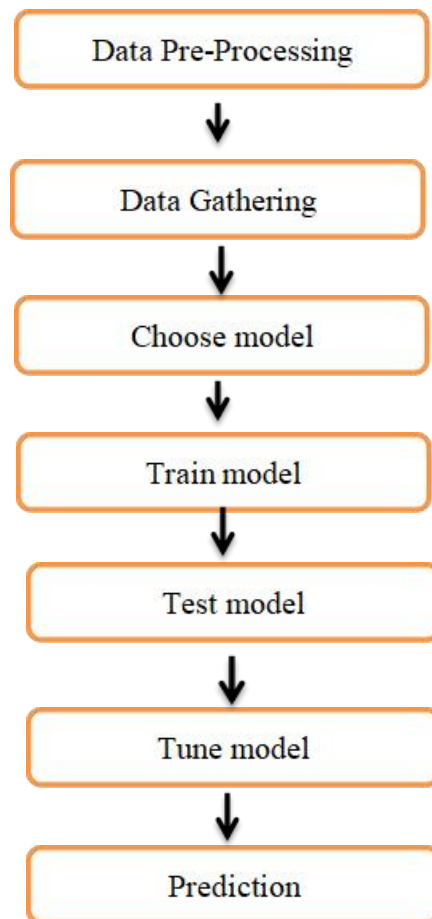 Data Pre-Processing
Data Gathering
Choose model
Train model
Test model
Tune model
Prediction